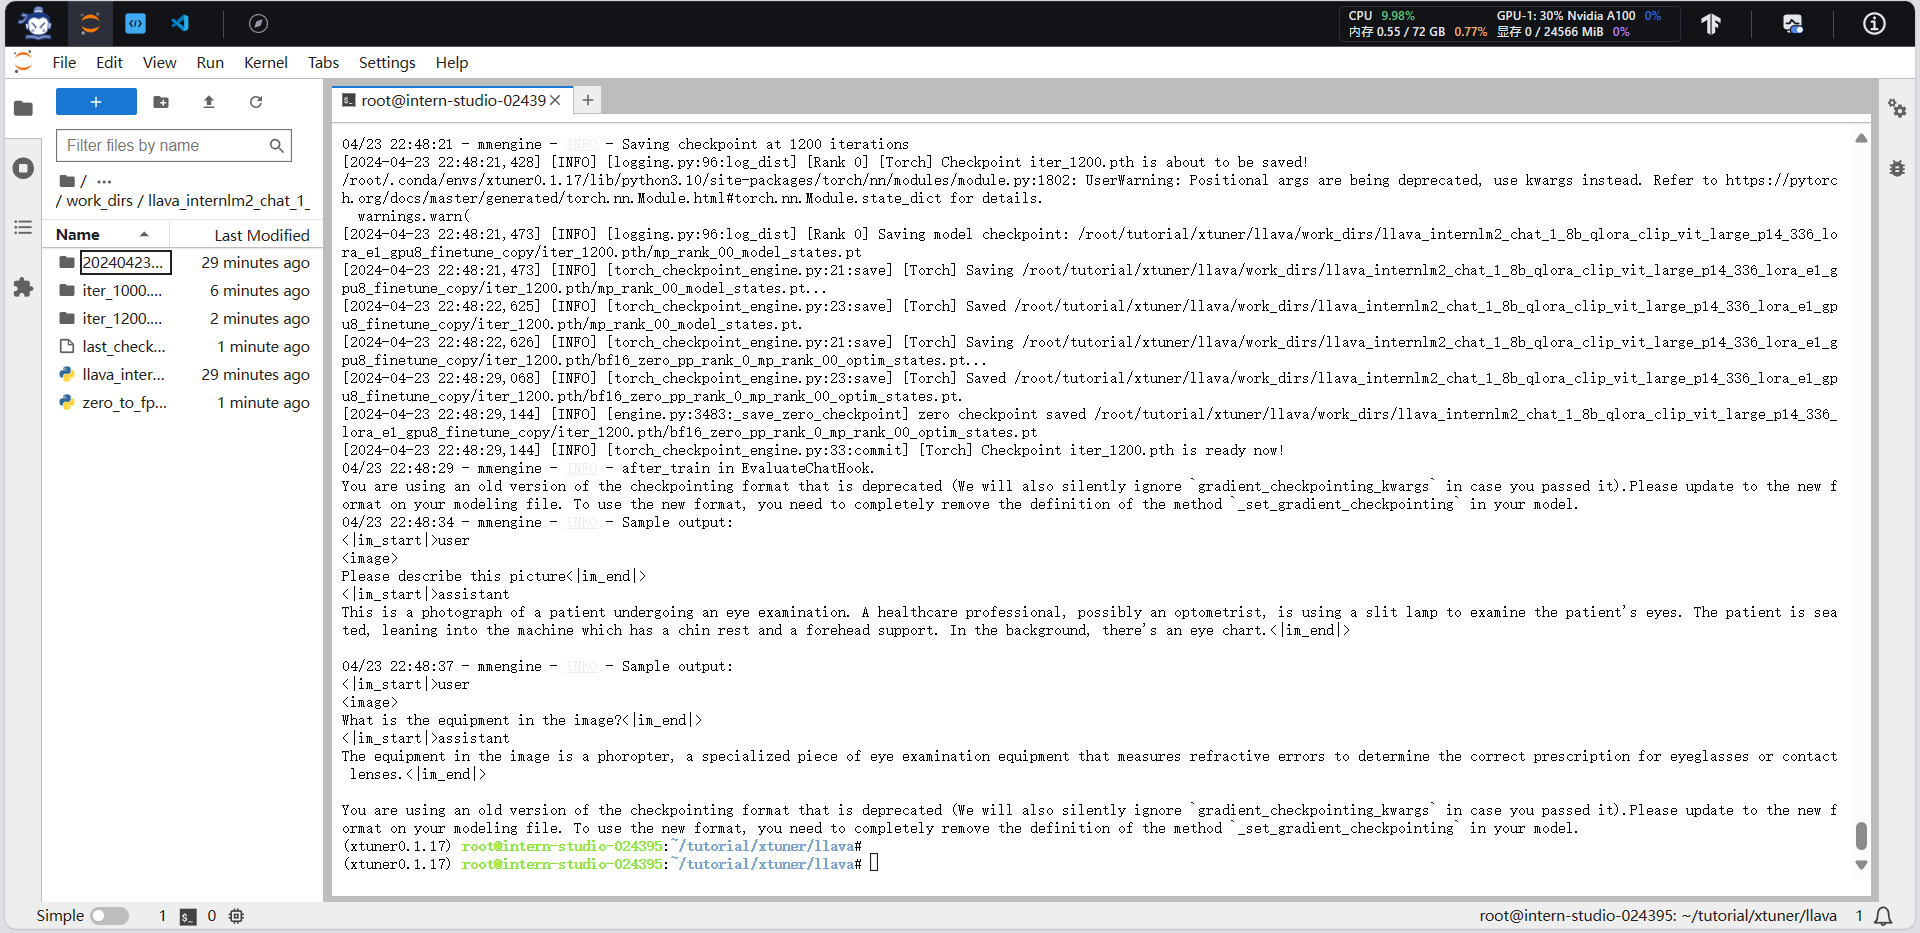 CPU 9.98% GPU-1: 30% Nvidia A100 0%
内存 0.55 / 72 GB 0.77% 显存 0 / 24566 MiB 0%
File Edit View Run Kernel Tabs Settings Help
+
root@intern-studio-02439
Filter files by name
/ ...
/ work_dirs / llava_internlm2_chat_1_
Name Last Modified
20240423... 29 minutes ago
iter_1000.... 6 minutes ago
iter_1200.... 2 minutes ago
last_check... 1 minute ago
llava_inter... 29 minutes ago
zero_to_fp... 1 minute ago
04/23 22:48:21 - mmengine - INFO - Saving checkpoint at 1200 iterations
[2024-04-23 22:48:21,428] [INFO] [logging.py:96:log_dist] [Rank 0] [Torch] Checkpoint iter_1200.pth is about to be saved!
/root/.conda/envs/xtuner0.1.17/lib/python3.10/site-packages/torch/nn/modules/module.py:1802: UserWarning: Positional args are being deprecated, use kwargs instead. Refer to https://pytorc
h.org/docs/master/generated/torch.nn.Module.html#torch.nn.Module.state_dict for details.
warnings.warn(
[2024-04-23 22:48:21,473] [INFO] [logging.py:96:log_dist] [Rank 0] Saving model checkpoint: /root/tutorial/xtuner/llava/work_dirs/llava_internlm2_chat_1_8b_qlora_clip_vit_large_p14_336_lo
ra_e1_gpu8_finetune_copy/iter_1200.pth/mp_rank_00_model_states.pt
[2024-04-23 22:48:21,473] [INFO] [torch_checkpoint_engine.py:21:save] [Torch] Saving /root/tutorial/xtuner/llava/work_dirs/llava_internlm2_chat_1_8b_qlora_clip_vit_large_p14_336_lora_e1_g
pu8_finetune_copy/iter_1200.pth/mp_rank_00_model_states.pt...
[2024-04-23 22:48:22,625] [INFO] [torch_checkpoint_engine.py:23:save] [Torch] Saved /root/tutorial/xtuner/llava/work_dirs/llava_internlm2_chat_1_8b_qlora_clip_vit_large_p14_336_lora_e1_gp
u8_finetune_copy/iter_1200.pth/mp_rank_00_model_states.pt.
[2024-04-23 22:48:22,626] [INFO] [torch_checkpoint_engine.py:21:save] [Torch] Saving /root/tutorial/xtuner/llava/work_dirs/llava_internlm2_chat_1_8b_qlora_clip_vit_large_p14_336_lora_e1_g
pu8_finetune_copy/iter_1200.pth/bf16_zero_pp_rank_0_mp_rank_00_optim_states.pt...
[2024-04-23 22:48:29,068] [INFO] [torch_checkpoint_engine.py:23:save] [Torch] Saved /root/tutorial/xtuner/llava/work_dirs/llava_internlm2_chat_1_8b_qlora_clip_vit_large_p14_336_lora_e1_gp
u8_finetune_copy/iter_1200.pth/bf16_zero_pp_rank_0_mp_rank_00_optim_states.pt.
[2024-04-23 22:48:29,144] [INFO] [engine.py:3483:_save_zero_checkpoint] zero checkpoint saved /root/tutorial/xtuner/llava/work_dirs/llava_internlm2_chat_1_8b_qlora_clip_vit_large_p14_336_
lora_e1_gpu8_finetune_copy/iter_1200.pth/bf16_zero_pp_rank_0_mp_rank_00_optim_states.pt
[2024-04-23 22:48:29,144] [INFO] [torch_checkpoint_engine.py:33:commit] [Torch] Checkpoint iter_1200.pth is ready now!
04/23 22:48:29 - mmengine - INFO - after_train in EvaluateChatHook.
You are using an old version of the checkpointing format that is deprecated (We will also silently ignore `gradient_checkpointing_kwargs` in case you passed it).Please update to the new f
ormat on your modeling file. To use the new format, you need to completely remove the definition of the method `_set_gradient_checkpointing` in your model.
04/23 22:48:34 - mmengine - INFO - Sample output:
<|im_start|>user
<image>
Please describe this picture<|im_end|>
<|im_start|>assistant
This is a photograph of a patient undergoing an eye examination. A healthcare professional, possibly an optometrist, is using a slit lamp to examine the patient's eyes. The patient is sea
ted, leaning into the machine which has a chin rest and a forehead support. In the background, there's an eye chart.<|im_end|>
04/23 22:48:37 - mmengine - INFO - Sample output:
<|im_start|>user
<image>
What is the equipment in the image?<|im_end|>
<|im_start|>assistant
The equipment in the image is a phoropter, a specialized piece of eye examination equipment that measures refractive errors to determine the correct prescription for eyeglasses or contact
lenses.<|im_end|>
You are using an old version of the checkpointing format that is deprecated (We will also silently ignore `gradient_checkpointing_kwargs` in case you passed it).Please update to the new f
ormat on your modeling file. To use the new format, you need to completely remove the definition of the method `_set_gradient_checkpointing` in your model.
(xtuner0.1.17) root@intern-studio-024395:~/tutorial/xtuner/llava#
(xtuner0.1.17) root@intern-studio-024395:~/tutorial/xtuner/llava#
Simple 1 0 root@intern-studio-024395: ~/tutorial/xtuner/llava 1